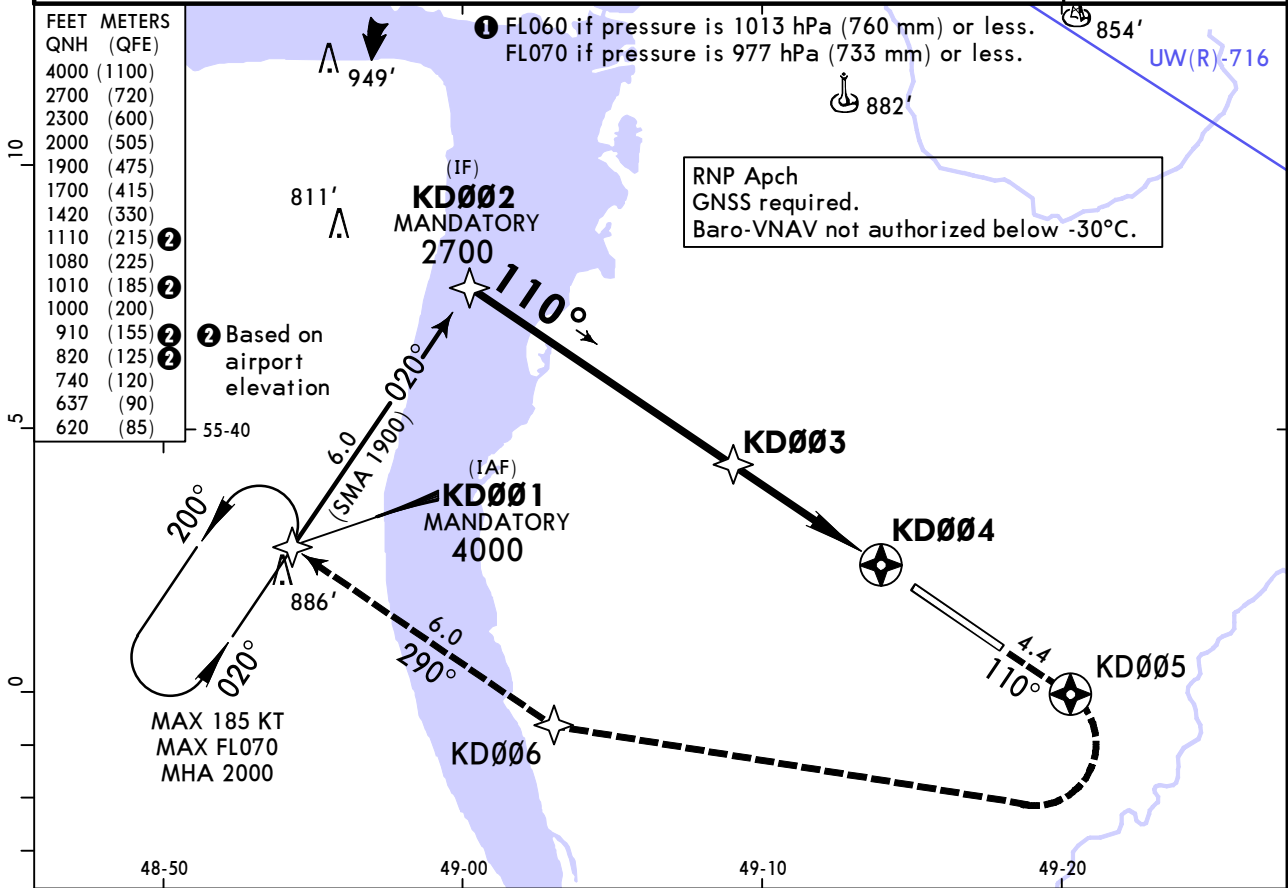 FEET METERS
QNH (QFE)
4000 (1100)
2700 (720)
2300 (600)
2000 (505)
1900 (475)
1700 (415)
1420 (330)
1110 (215) 2
1080 (225)
1010 (185) 2
1000 (200)
910 (155) 2
820 (125) 2
740 (120)
637 (90)
620 (85)
2 Based on
airport
elevation
1 FL060 if pressure is 1013 hPa (760 mm) or less.
FL070 if pressure is 977 hPa (733 mm) or less.
854'
UW(R)-716
949'
882'
RNP Apch
GNSS required.
Baro-VNAV not authorized below -30°C.
10
811'
(IF)
KDØØ2
MANDATORY
2700
110°
020°
6.0
(SMA 1900)
5
55-40
KDØØ3
(IAF)
KDØØ1
MANDATORY
4000
200°
KDØØ4
886'
6.0
290°
020°
4.4
110°
KDØØ5
0
MAX 185 KT
MAX FL070
MHA 2000
KDØØ6
48-50
49-00
49-10
49-20